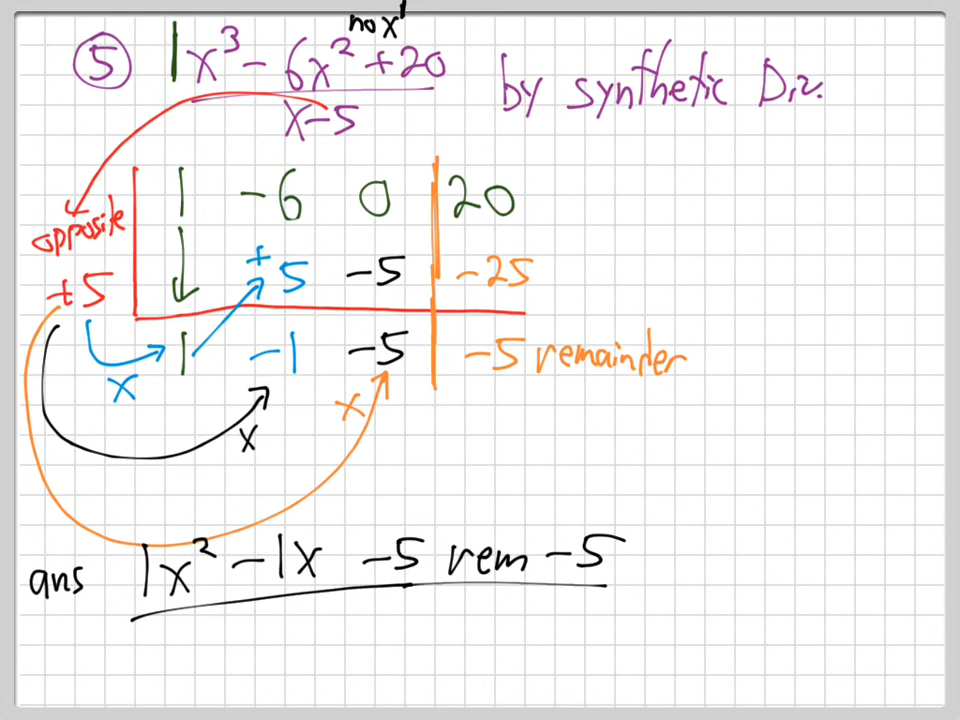 no x¹
⑤ 1x³ - 6x² + 20 by synthetic Div.
x - 5
1 -6 0 20
opposite
+5 +5 -5 -25
1 -1 -5 -5 remainder
x x
x
ans 1x² - 1x - 5 rem - 5